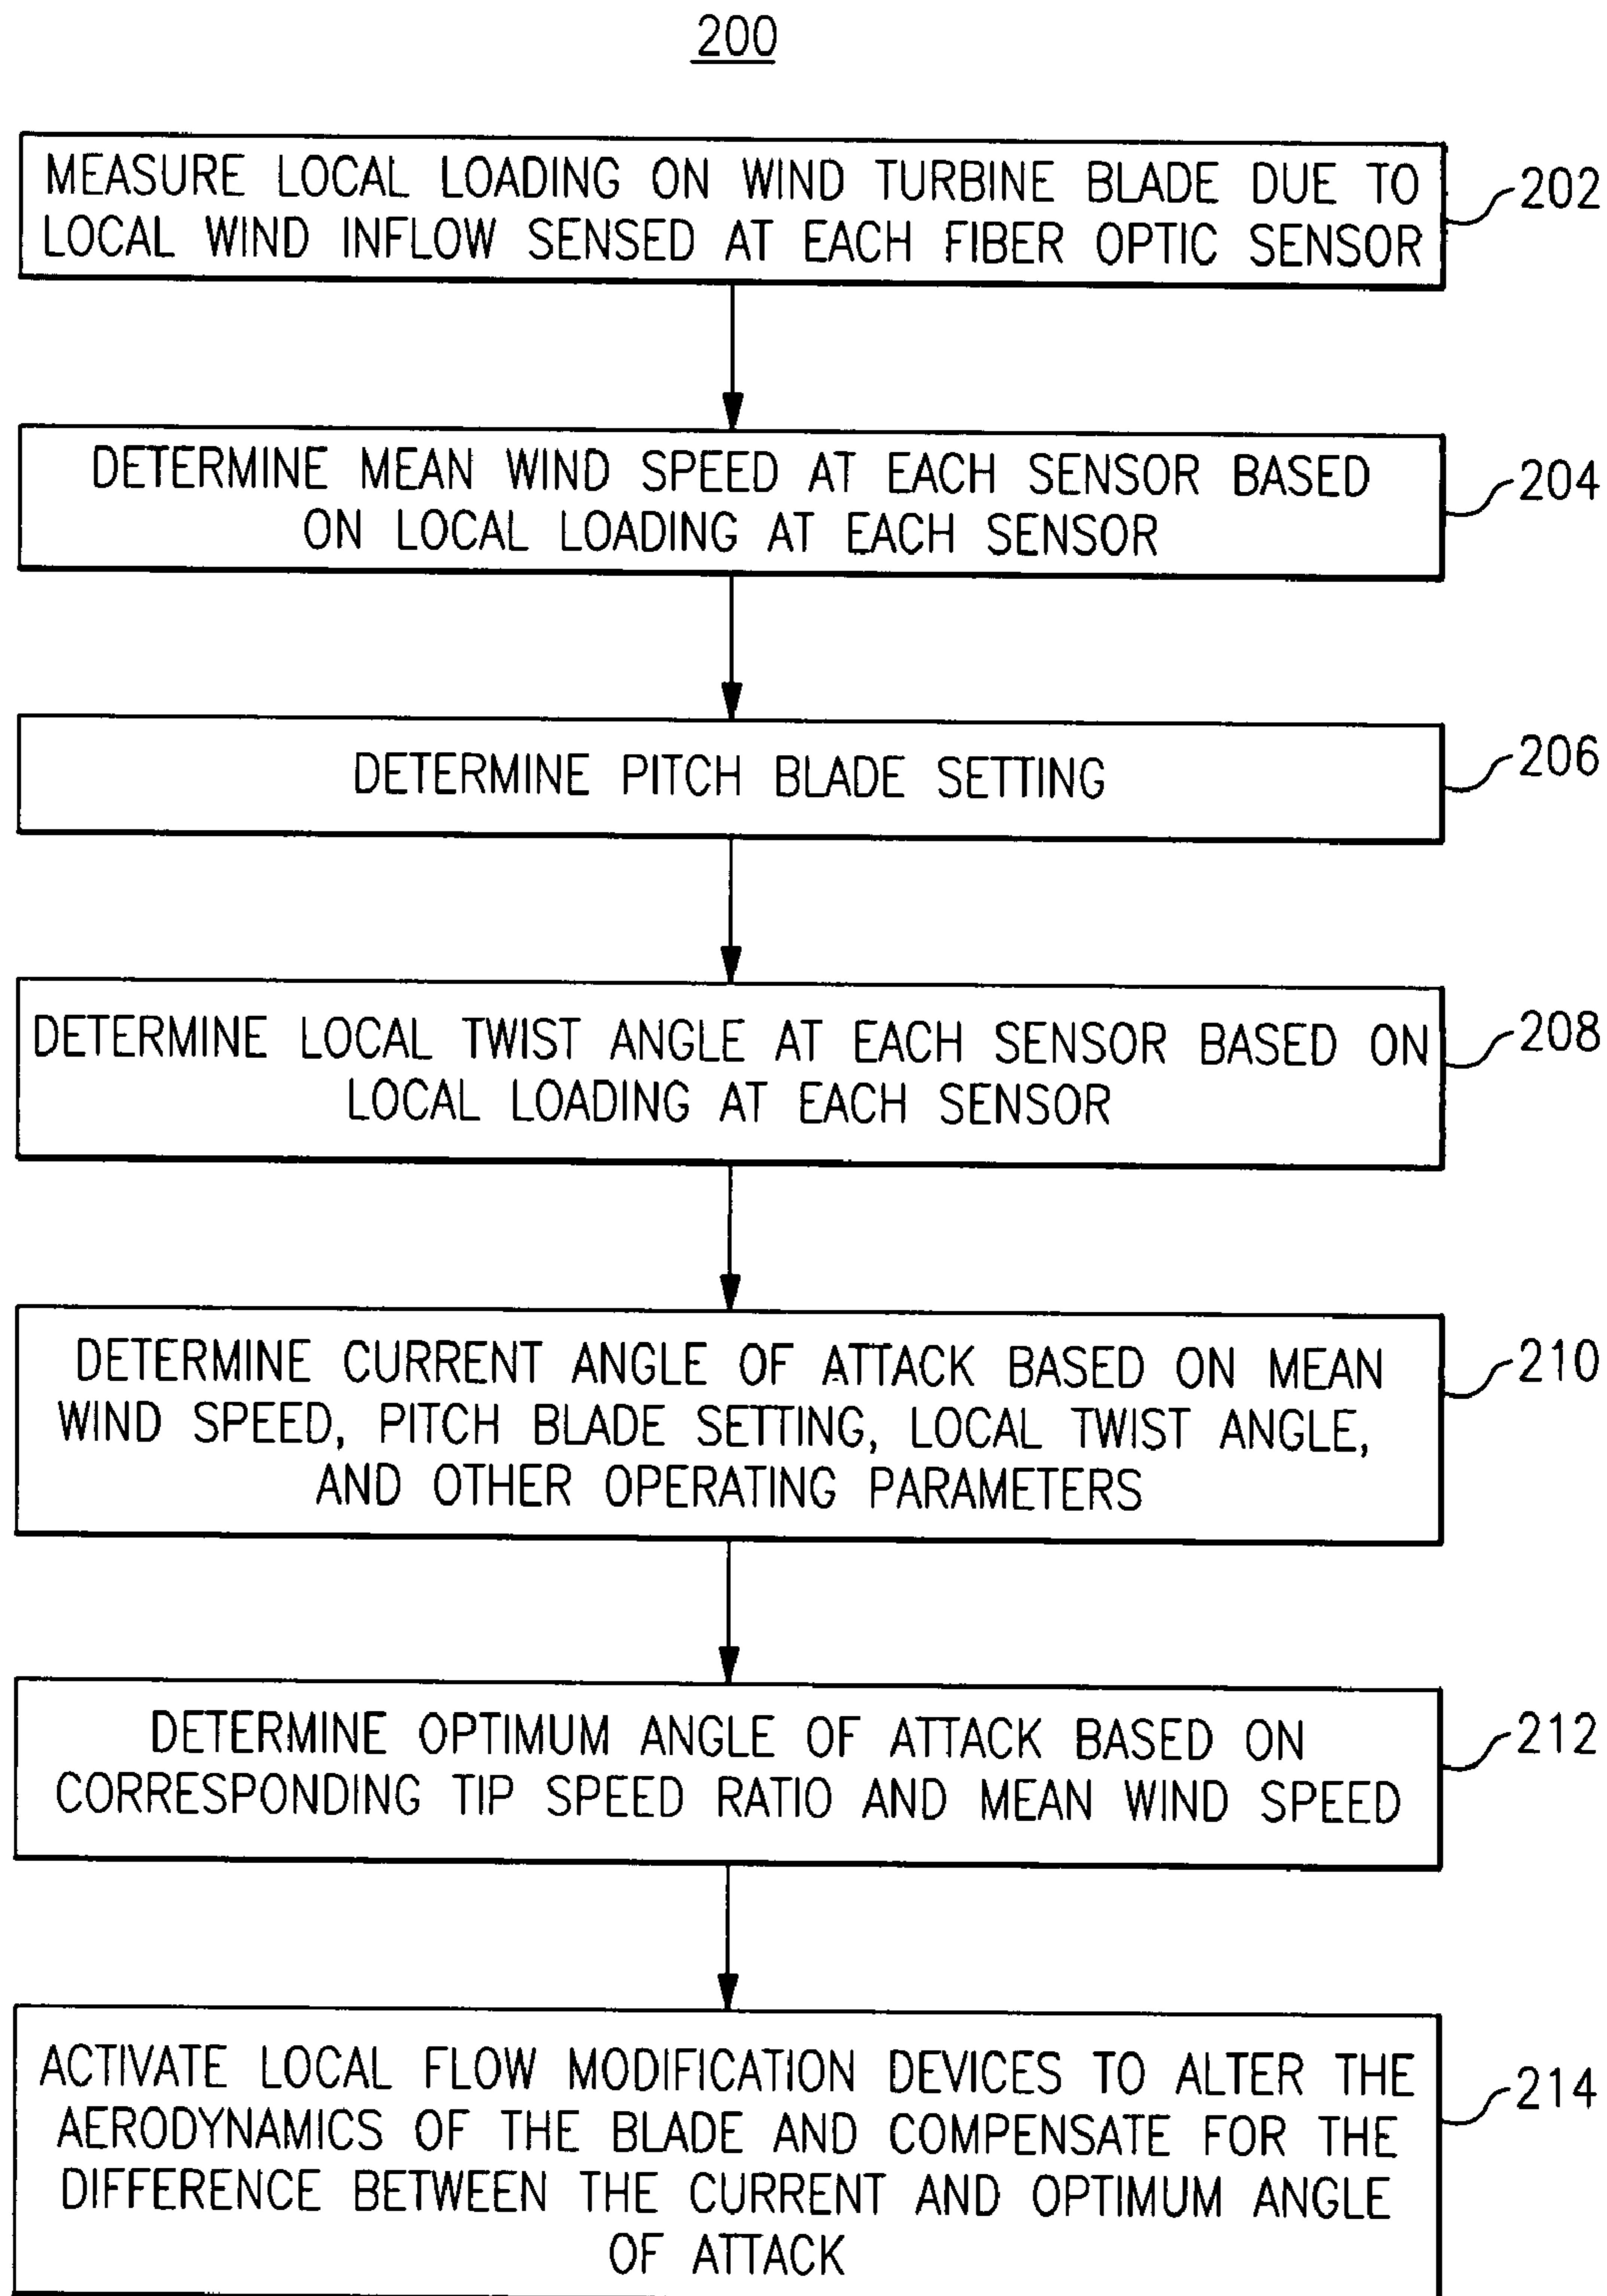 200
MEASURE LOCAL LOADING ON WIND TURBINE BLADE DUE TO
LOCAL WIND INFLOW SENSED AT EACH FIBER OPTIC SENSOR
202
DETERMINE MEAN WIND SPEED AT EACH SENSOR BASED
ON LOCAL LOADING AT EACH SENSOR
204
DETERMINE PITCH BLADE SETTING
206
DETERMINE LOCAL TWIST ANGLE AT EACH SENSOR BASED ON
LOCAL LOADING AT EACH SENSOR
208
DETERMINE CURRENT ANGLE OF ATTACK BASED ON MEAN
WIND SPEED, PITCH BLADE SETTING, LOCAL TWIST ANGLE,
AND OTHER OPERATING PARAMETERS
210
DETERMINE OPTIMUM ANGLE OF ATTACK BASED ON
CORRESPONDING TIP SPEED RATIO AND MEAN WIND SPEED
212
ACTIVATE LOCAL FLOW MODIFICATION DEVICES TO ALTER THE
AERODYNAMICS OF THE BLADE AND COMPENSATE FOR THE
DIFFERENCE BETWEEN THE CURRENT AND OPTIMUM ANGLE
OF ATTACK
214